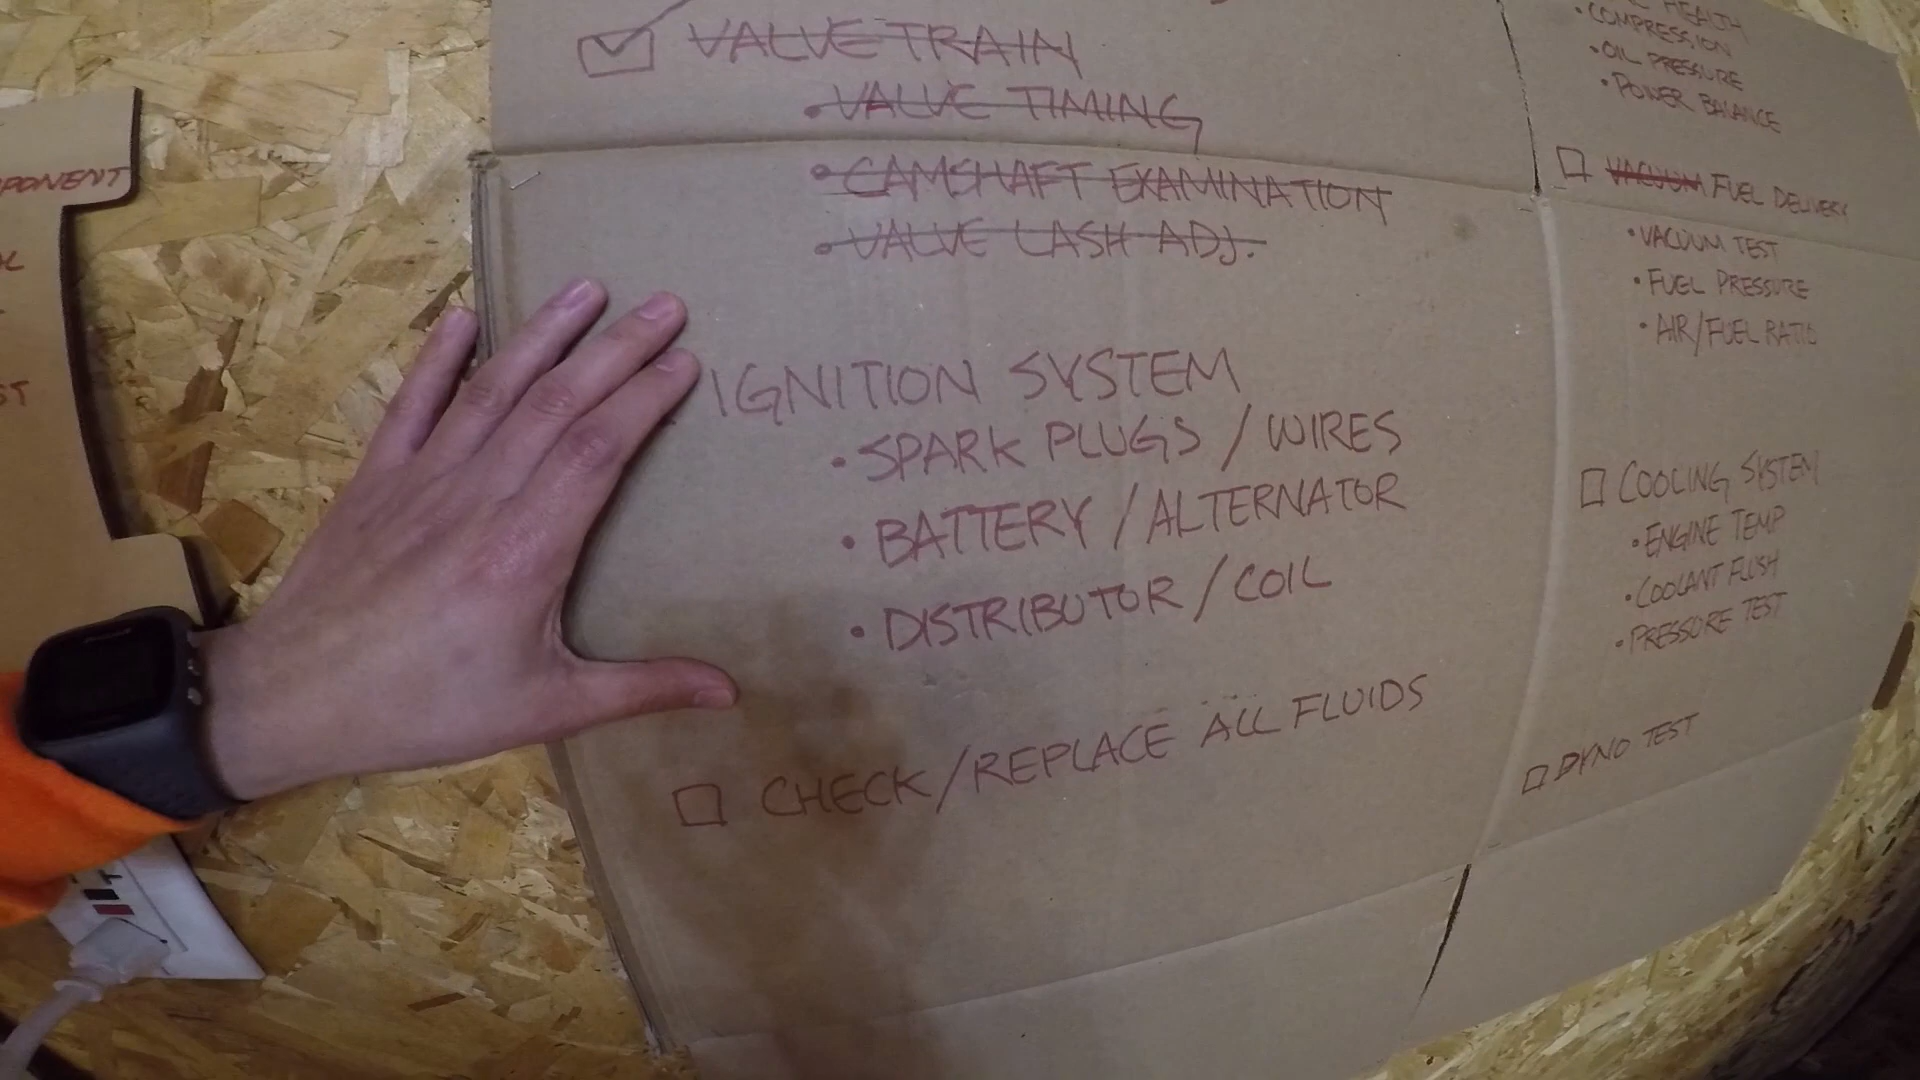 VALVE TRAIN
• VALVE TIMING
• CAMSHAFT EXAMINATION
• VALVE LASH ADJ.
IGNITION SYSTEM
• SPARK PLUGS / WIRES
• BATTERY / ALTERNATOR
• DISTRIBUTOR / COIL
CHECK/REPLACE ALL FLUIDS
HEALTH
• COMPRESSION
• OIL PRESSURE
• POWER BALANCE
VACUUM FUEL DELIVERY
• VACUUM TEST
• FUEL PRESSURE
• AIR/FUEL RATIO
COOLING SYSTEM
• ENGINE TEMP
• COOLANT FLUSH
• PRESSURE TEST
DYNO TEST